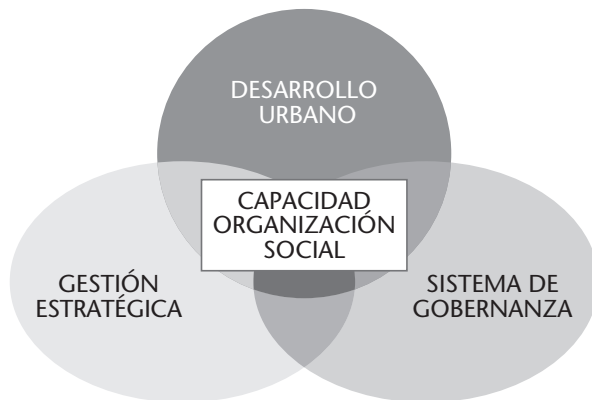 DESARROLLO
URBANO
CAPACIDAD
ORGANIZACIÓN
SOCIAL
GESTIÓN
ESTRATÉGICA
SISTEMA DE
GOBERNANZA